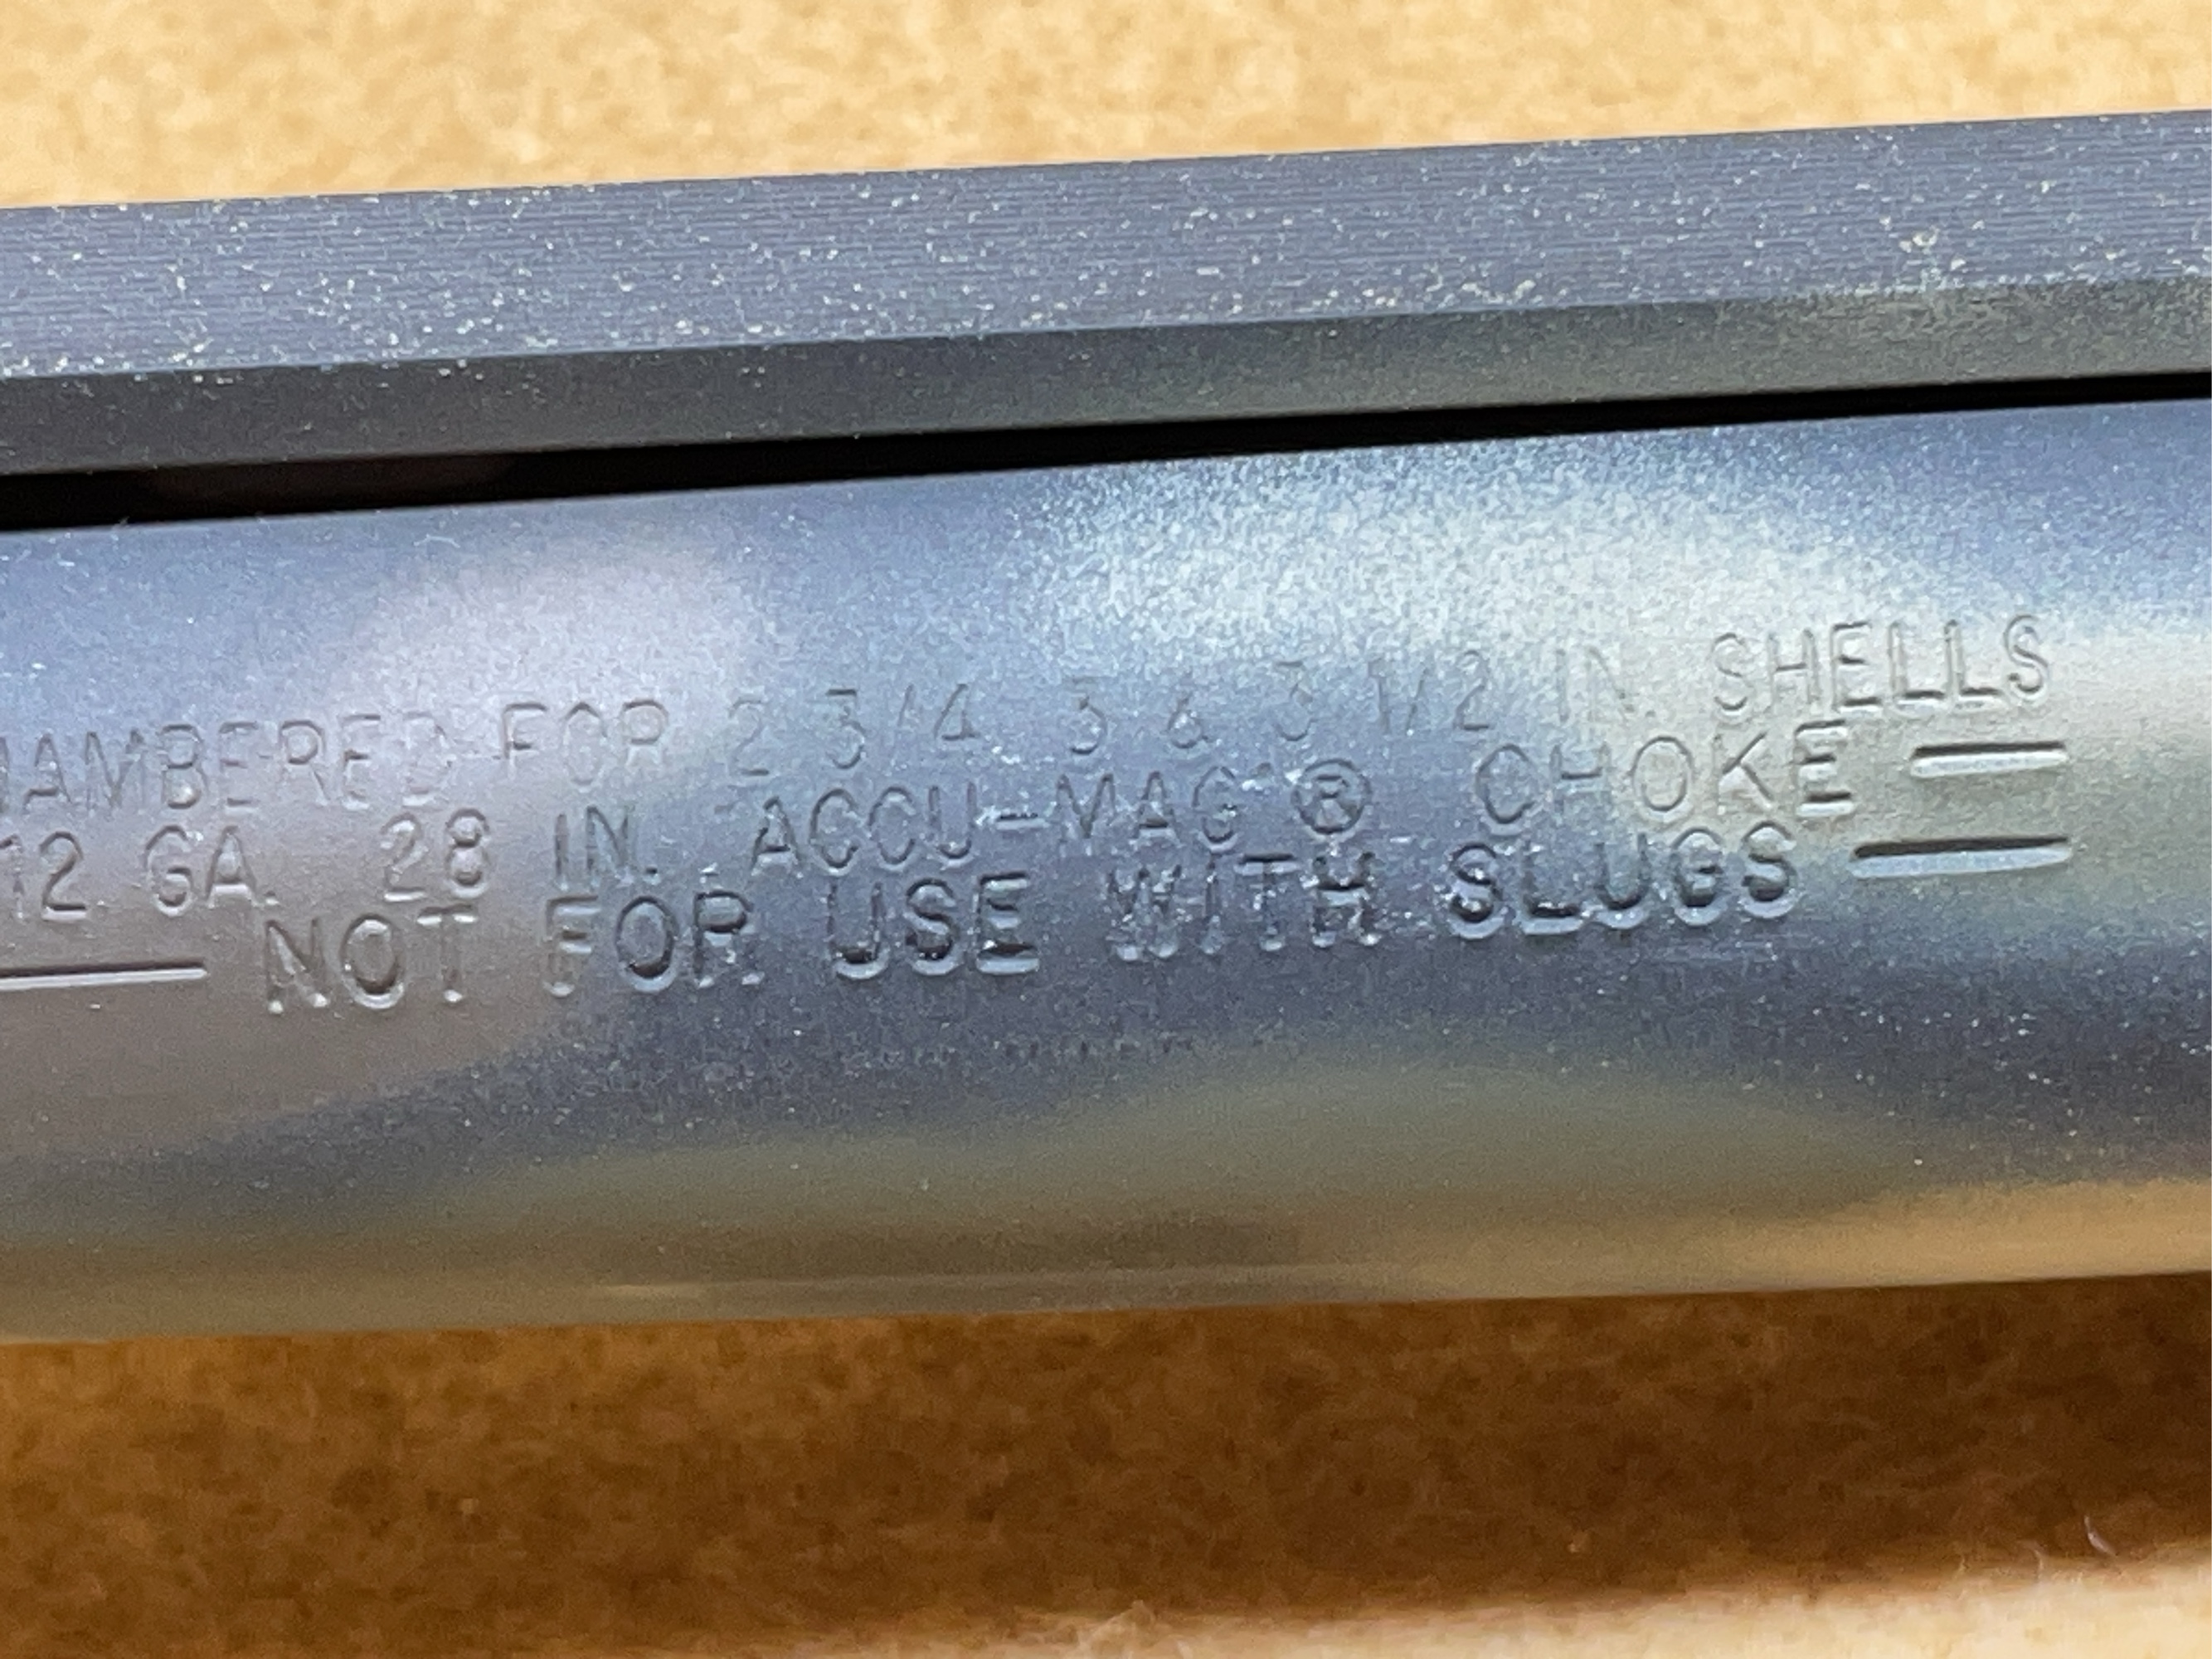 HAMBERED FOR 2 3/4 3 & 3 1/2 IN. SHELLS
12 GA. 28 IN. ACCU-MAG ® CHOKE
NOT FOR USE WITH SLUGS